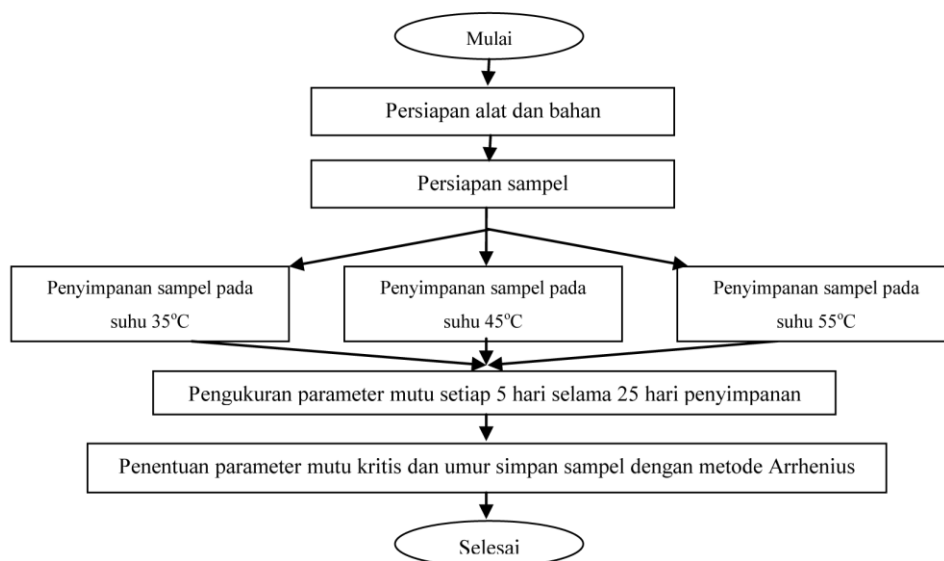 Mulai
Persiapan alat dan bahan
Persiapan sampel
Penyimpanan sampel pada
suhu 35°C
Penyimpanan sampel pada
suhu 45°C
Penyimpanan sampel pada
suhu 55°C
Pengukuran parameter mutu setiap 5 hari selama 25 hari penyimpanan
Penentuan parameter mutu kritis dan umur simpan sampel dengan metode Arrhenius
Selesai